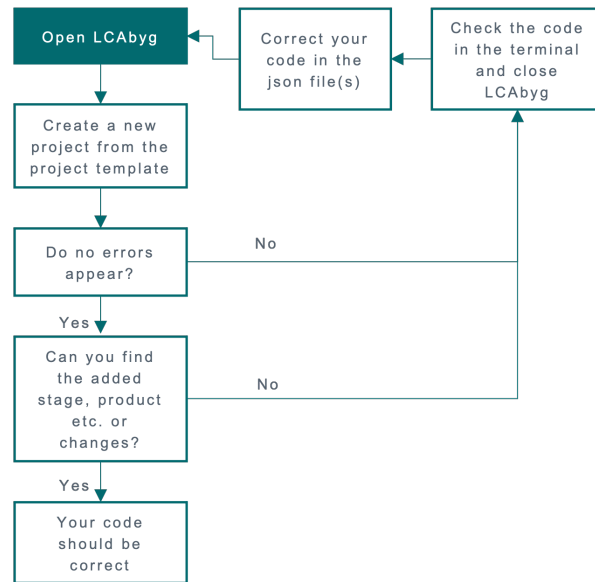 Open LCAbyg
Correct your
code in the
json file(s)
Check the code
in the terminal
and close
LCAbyg
Create a new
project from the
project template
Do no errors
appear?
No
Yes
Can you find
the added
stage, product
etc. or
changes?
No
Yes
Your code
should be
correct